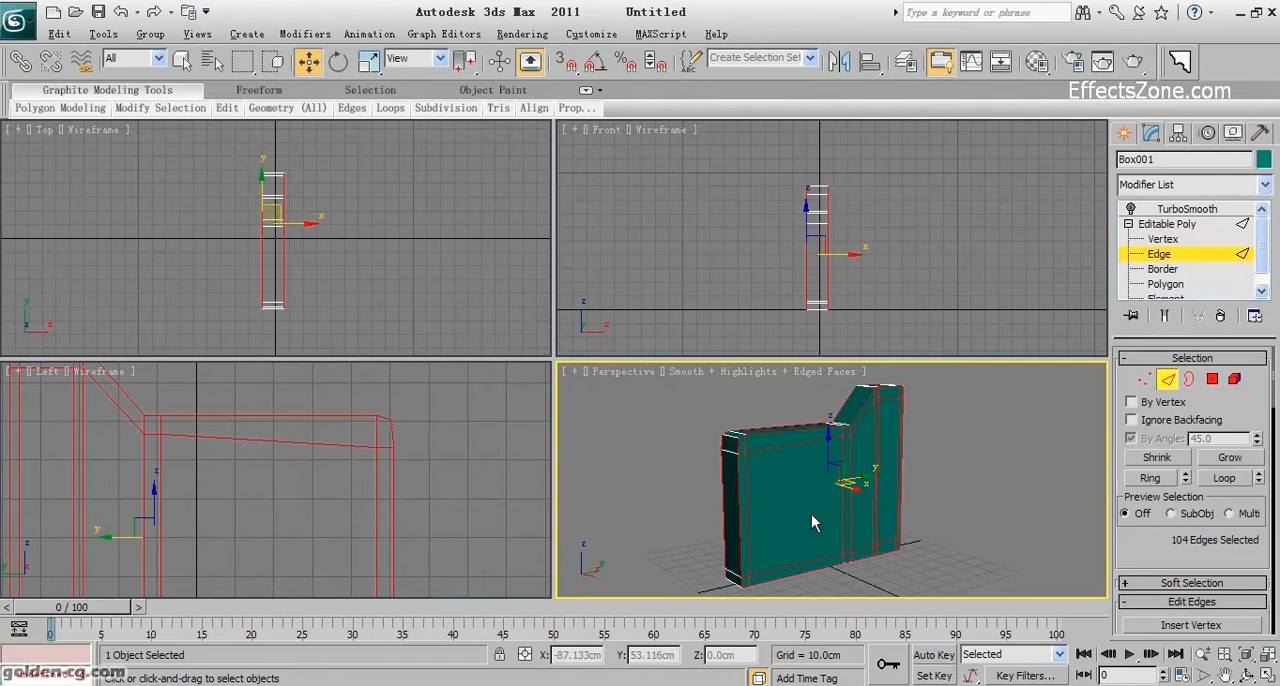 Autodesk 3ds Max 2011 Untitled
Type a keyword or phrase
Edit Tools Group Views Create Modifiers Animation Graph Editors Rendering Customize MAXScript Help
All View Create Selection Sel
Graphite Modeling Tools Freeform Selection Object Paint
EffectsZone.com
Polygon Modeling Modify Selection Edit Geometry (All) Edges Loops Subdivision Tris Align Prop...
[ + [] Top [] Wireframe ]
[ + [] Front [] Wireframe ]
Box001
Modifier List
TurboSmooth
Editable Poly
Vertex
Edge
Border
Polygon
[ + [] Left [] Wireframe ]
[ + [] Perspective [] Smooth + Highlights + Edged Faces ]
Selection
By Vertex
Ignore Backfacing
By Angle: 45.0
Shrink Grow
Ring Loop
Preview Selection
Off SubObj Multi
104 Edges Selected
Soft Selection
Edit Edges
Insert Vertex
0 / 100
0 5 10 15 20 25 30 35 40 45 50 55 60 65 70 75 80 85 90 95 100
1 Object Selected X: -87.133cm Y: 53.116cm Z: 0.0cm Grid = 10.0cm Auto Key Selected
golden-cg.com
Click or click-and-drag to select objects Add Time Tag Set Key Key Filters... 0